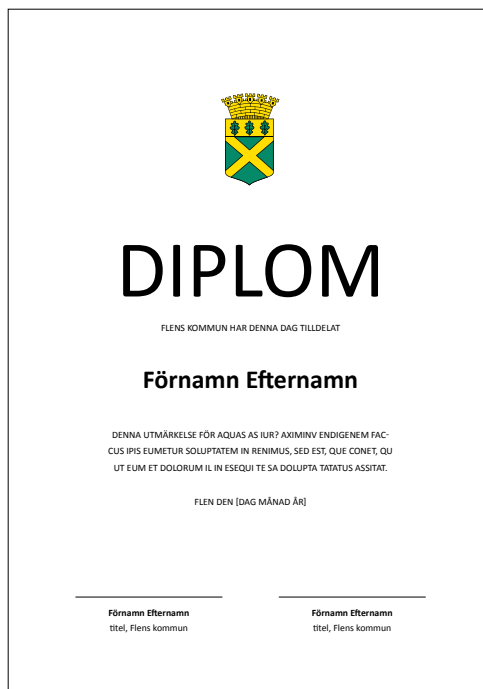 DIPLOM
FLENS KOMMUN HAR DENNA DAG TILLDELAT
Förnamn Efternamn
DENNA UTMÄRKELSE FÖR AQUAS AS IUR? AXIMINV ENDIGENEM FAC-
CUS IPIS EUMETUR SOLUPTATEM IN RENIMUS, SED EST, QUE CONET, QU
UT EUM ET DOLORUM IL IN ESEQUI TE SA DOLUPTA TATATUS ASSITAT.
FLEN DEN [DAG MÅNAD ÅR]
Förnamn Efternamn
titel, Flens kommun
Förnamn Efternamn
titel, Flens kommun